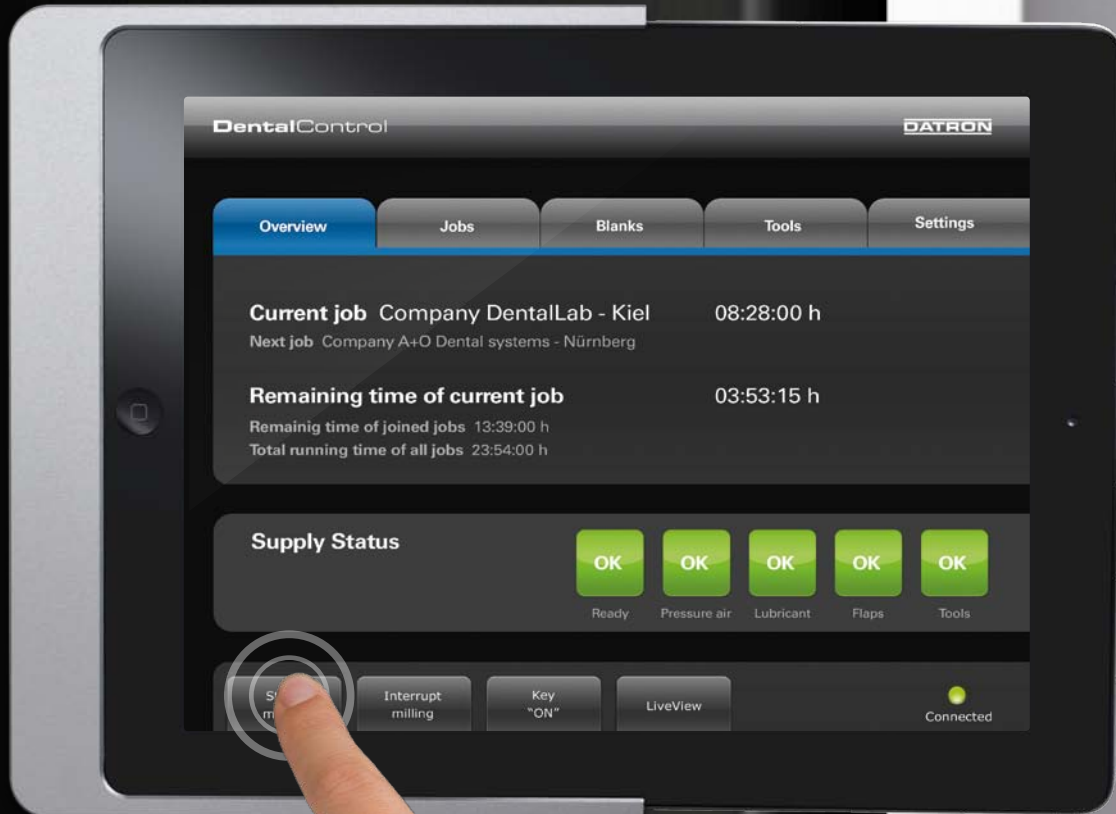 DentalControl
DATRON
Overview Jobs Blanks Tools Settings
Current job Company DentalLab - Kiel 08:28:00 h
Next job Company A+O Dental systems - Nürnberg
Remaining time of current job 03:53:15 h
Remainig time of joined jobs 13:39:00 h
Total running time of all jobs 23:54:00 h
Supply Status
OK OK OK OK OK
Ready Pressure air Lubricant Flaps Tools
Interrupt
milling
Key
"ON"
LiveView
Connected